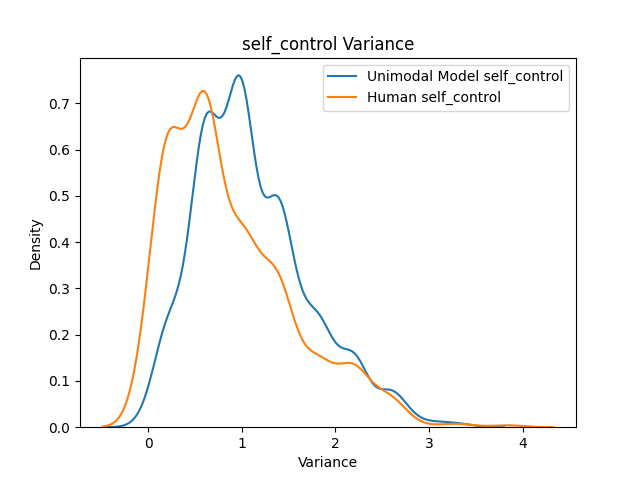 self_control Variance
Unimodal Model self_control
Human self_control
Density
0.7
0.6
0.5
0.4
0.3
0.2
0.1
0.0
0
1
2
3
4
Variance